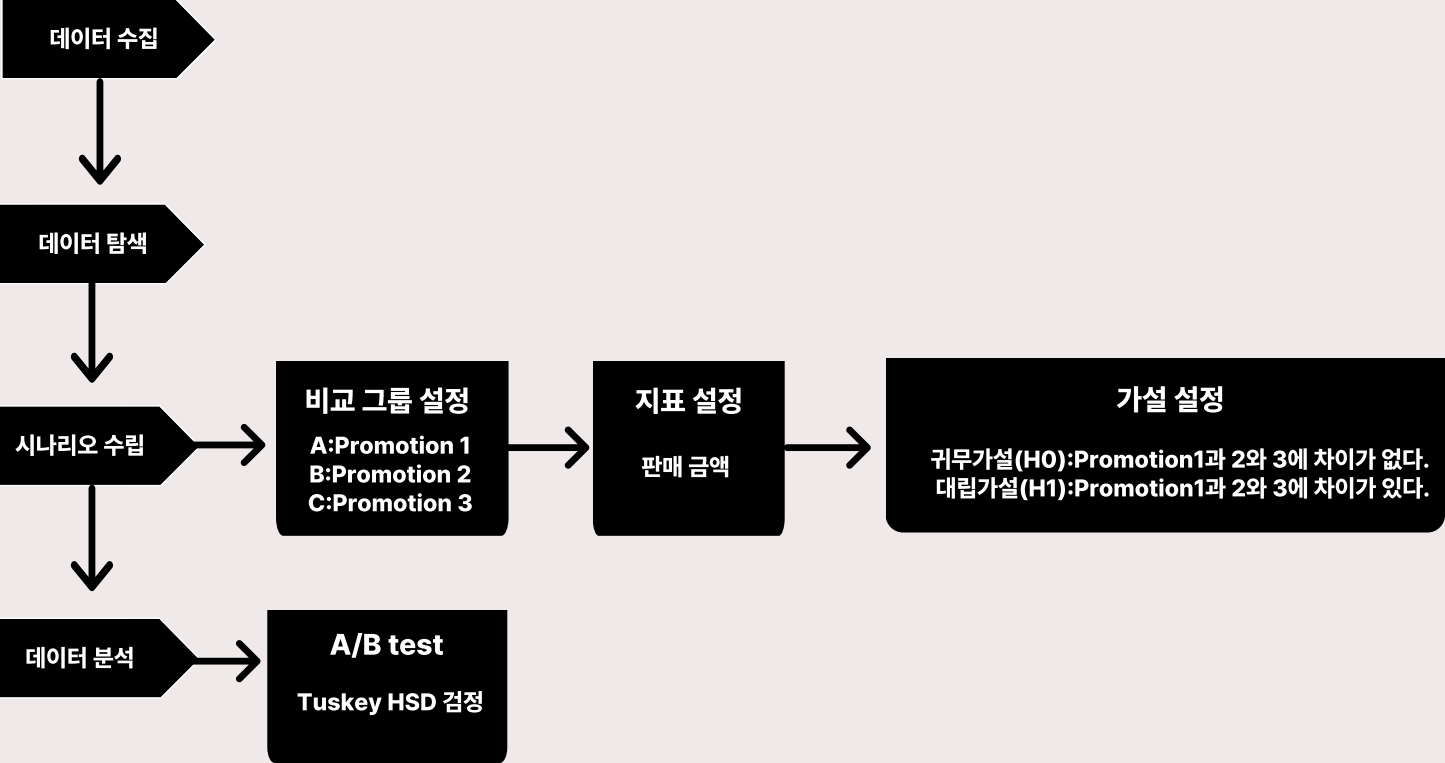 데이터 수집
데이터 탐색
시나리오 수립
비교 그룹 설정
A:Promotion 1
B:Promotion 2
C:Promotion 3
지표 설정
판매 금액
가설 설정
귀무가설(H0):Promotion1과 2와 3에 차이가 없다.
대립가설(H1):Promotion1과 2와 3에 차이가 있다.
데이터 분석
A/B test
Tuskey HSD 검정